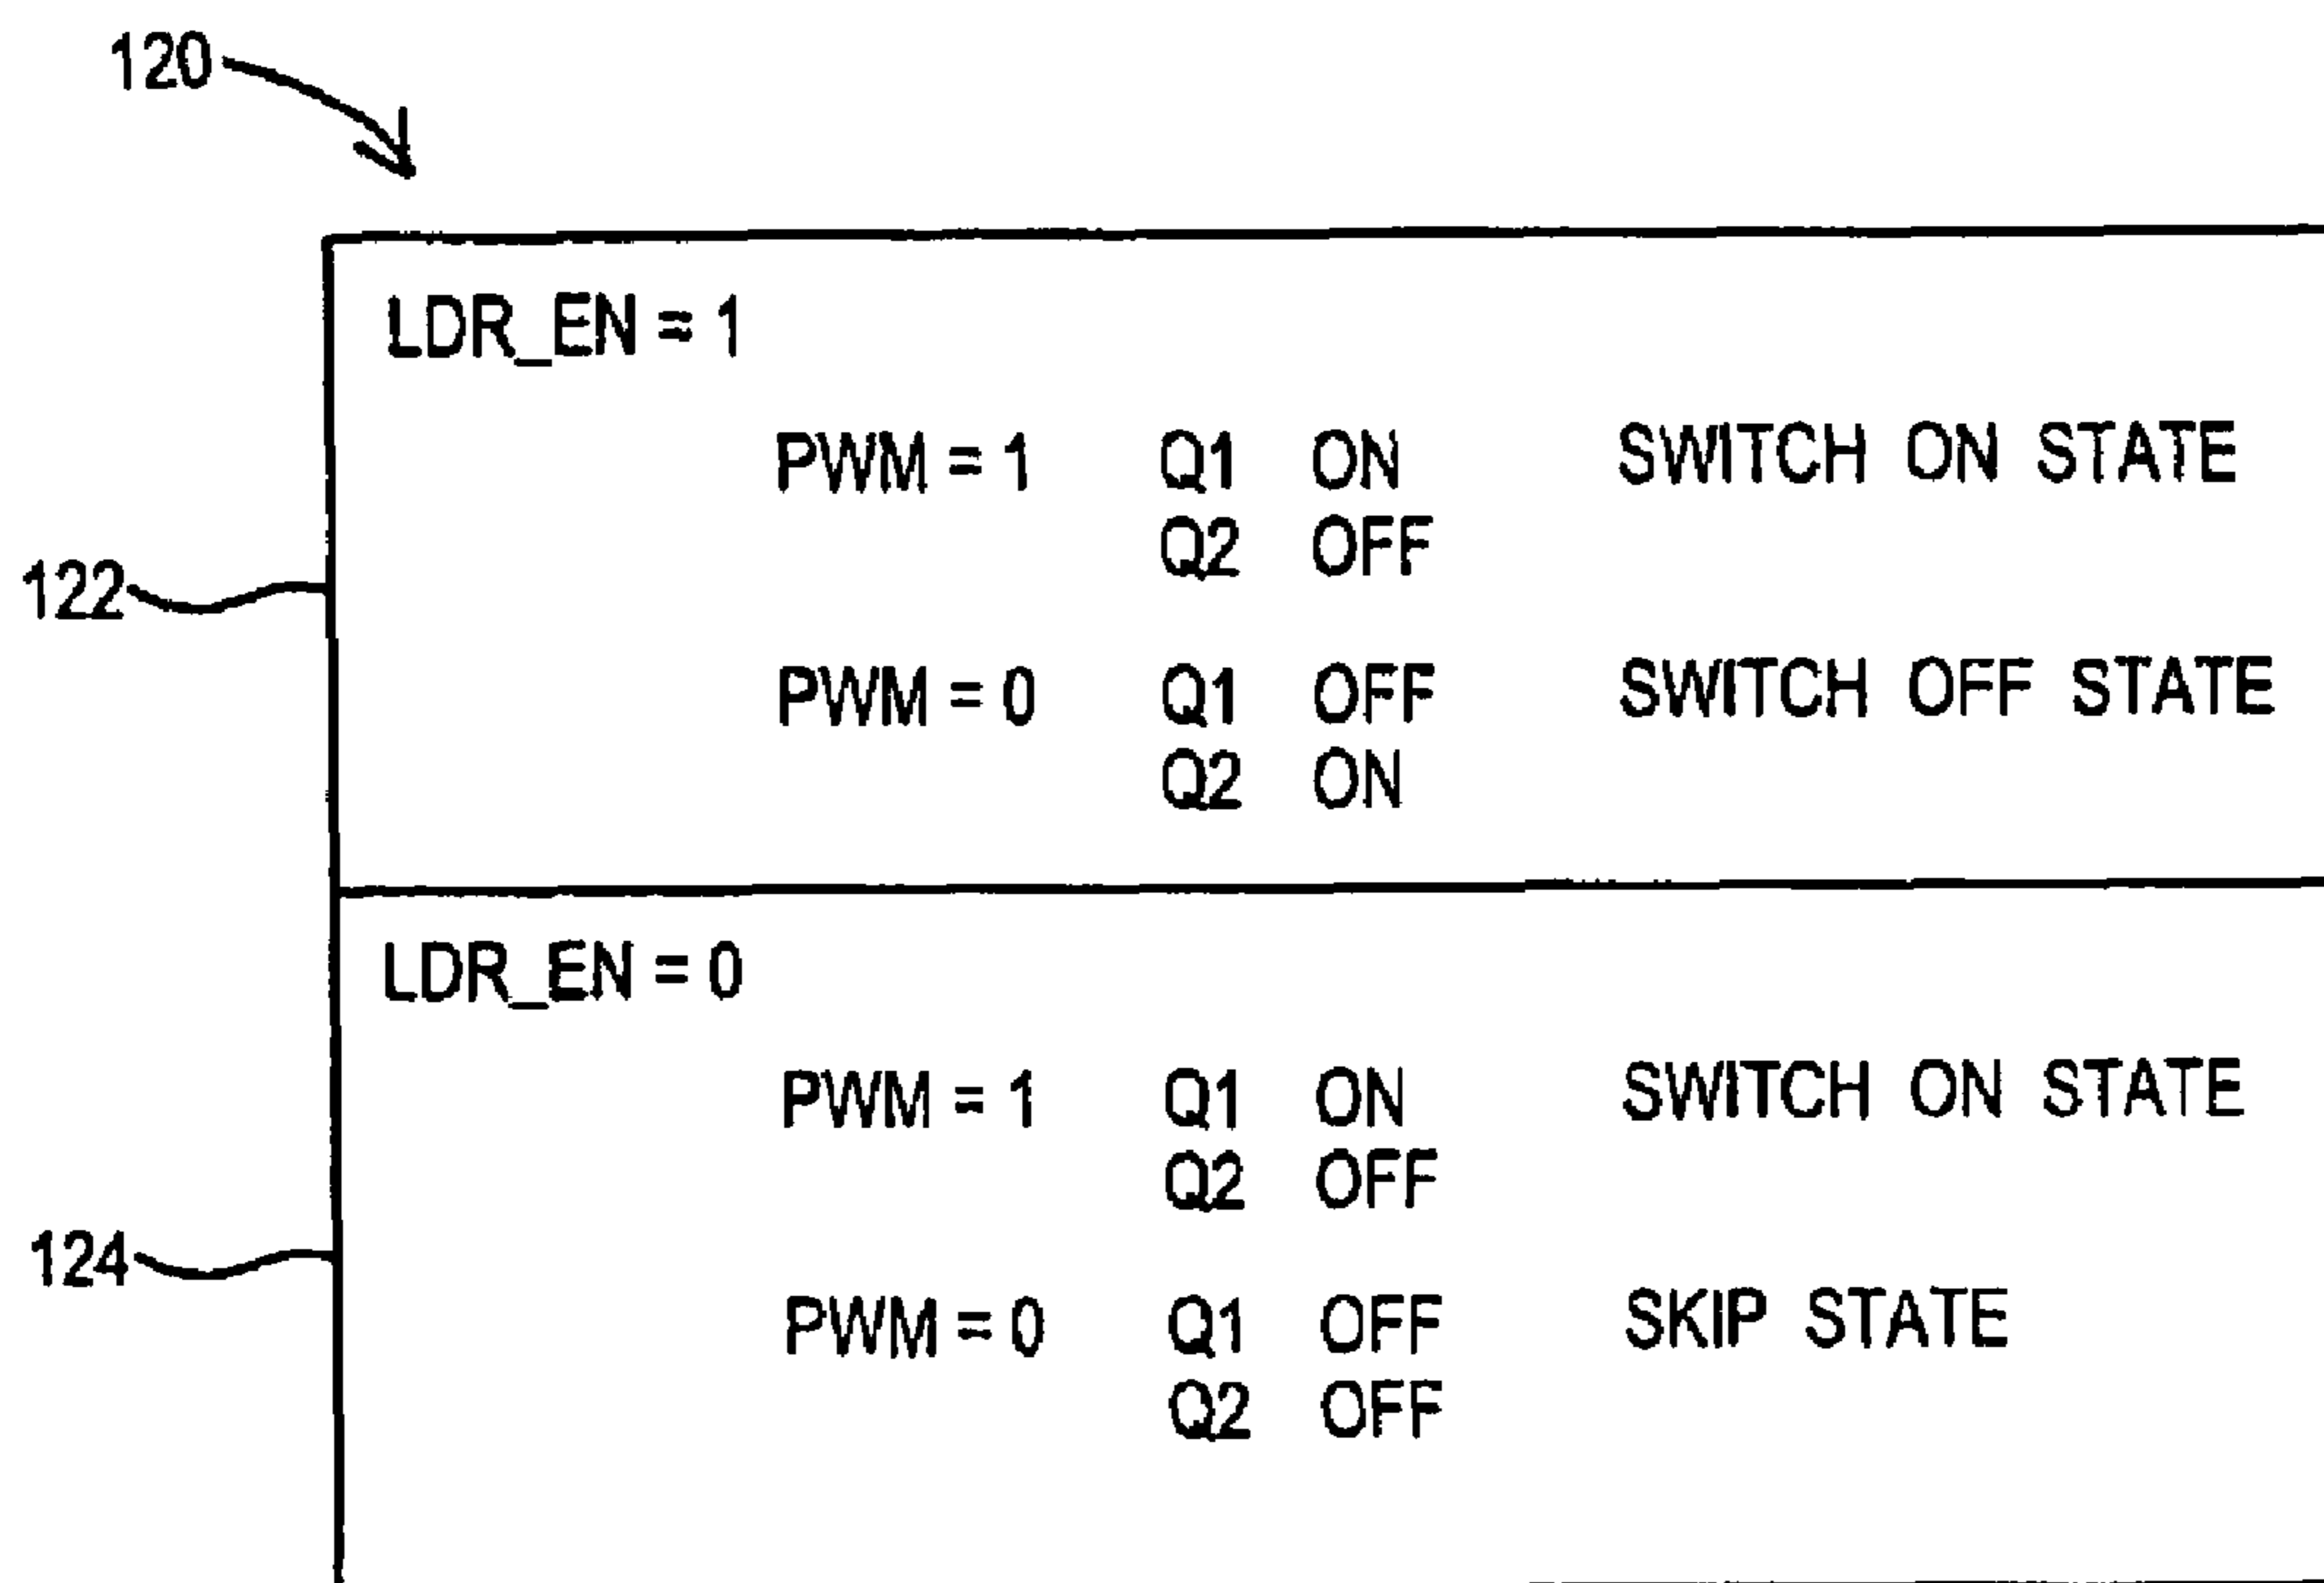 120
LDR_EN = 1
PWM = 1 Q1 ON SWITCH ON STATE
Q2 OFF
122
PWM = 0 Q1 OFF SWITCH OFF STATE
Q2 ON
LDR_EN = 0
PWM = 1 Q1 ON SWITCH ON STATE
Q2 OFF
124
PWM = 0 Q1 OFF SKIP STATE
Q2 OFF